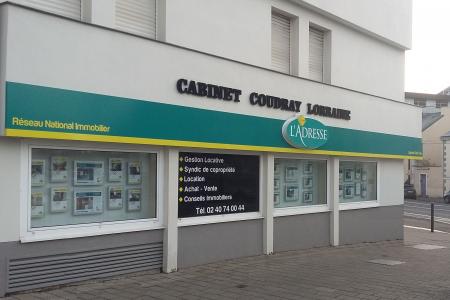 CABINET COUDRAY LORRAINE
Réseau National Immobilier
L'ADRESSE
Gestion Locative
Syndic de copropriété
Location
Achat - Vente
Conseils Immobiliers
Tél. 02 40 74 00 44